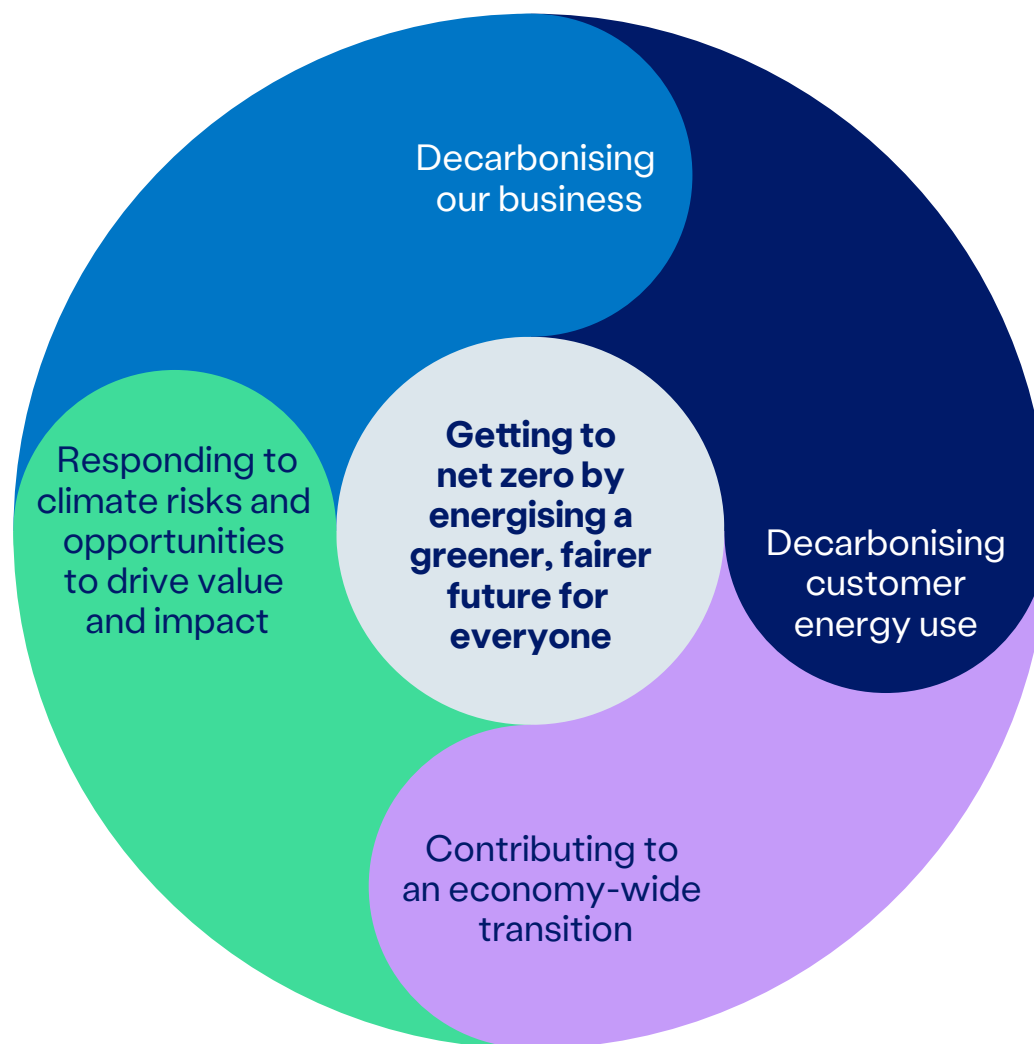 Decarbonising
our business
Getting to
net zero by
energising a
greener, fairer
future for
everyone
Responding to
climate risks and
opportunities
to drive value
and impact
Decarbonising
customer
energy use
Contributing to
an economy-wide
transition